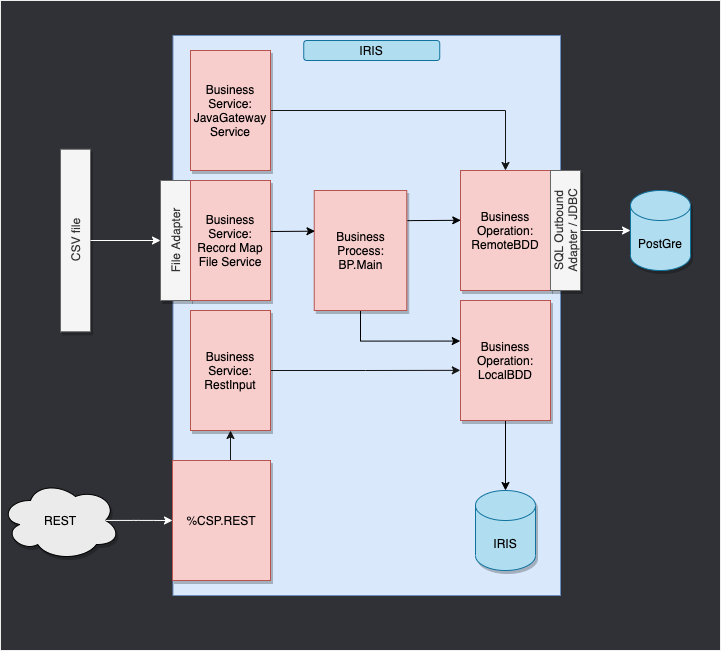 IRIS
Business
Service:
JavaGateway
Service
CSV file
File Adapter
Business
Service:
Record Map
File Service
Business
Process:
BP.Main
Business
Operation:
RemoteBDD
SQL Outbound
Adapter / JDBC
PostGre
Business
Service:
RestInput
Business
Operation:
LocalBDD
REST
%CSP.REST
IRIS